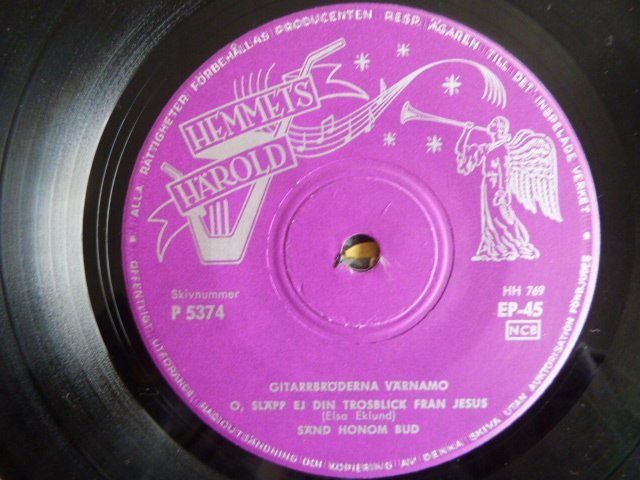 ★ ALLA RÄTTIGHETER FÖRBEHÅLLAS PRODUCENTEN RESP. ÄGAREN TILL DET INSPELADE VERKET ★
OFFENTLIGT UTFÖRANDE, RADIOUTSÄNDNING OCH KOPIERING AV DENNA SKIVA UTAN AUKTORISATION FÖRBJUDES
HEMMETS
HÄROLD
Skivnummer
P 5374
HH 769
EP-45
NCB
GITARRBRÖDERNA VÄRNAMO
O, SLÄPP EJ DIN TROSBLICK FRAN JESUS
(Elsa Eklund)
SÄND HONOM BUD